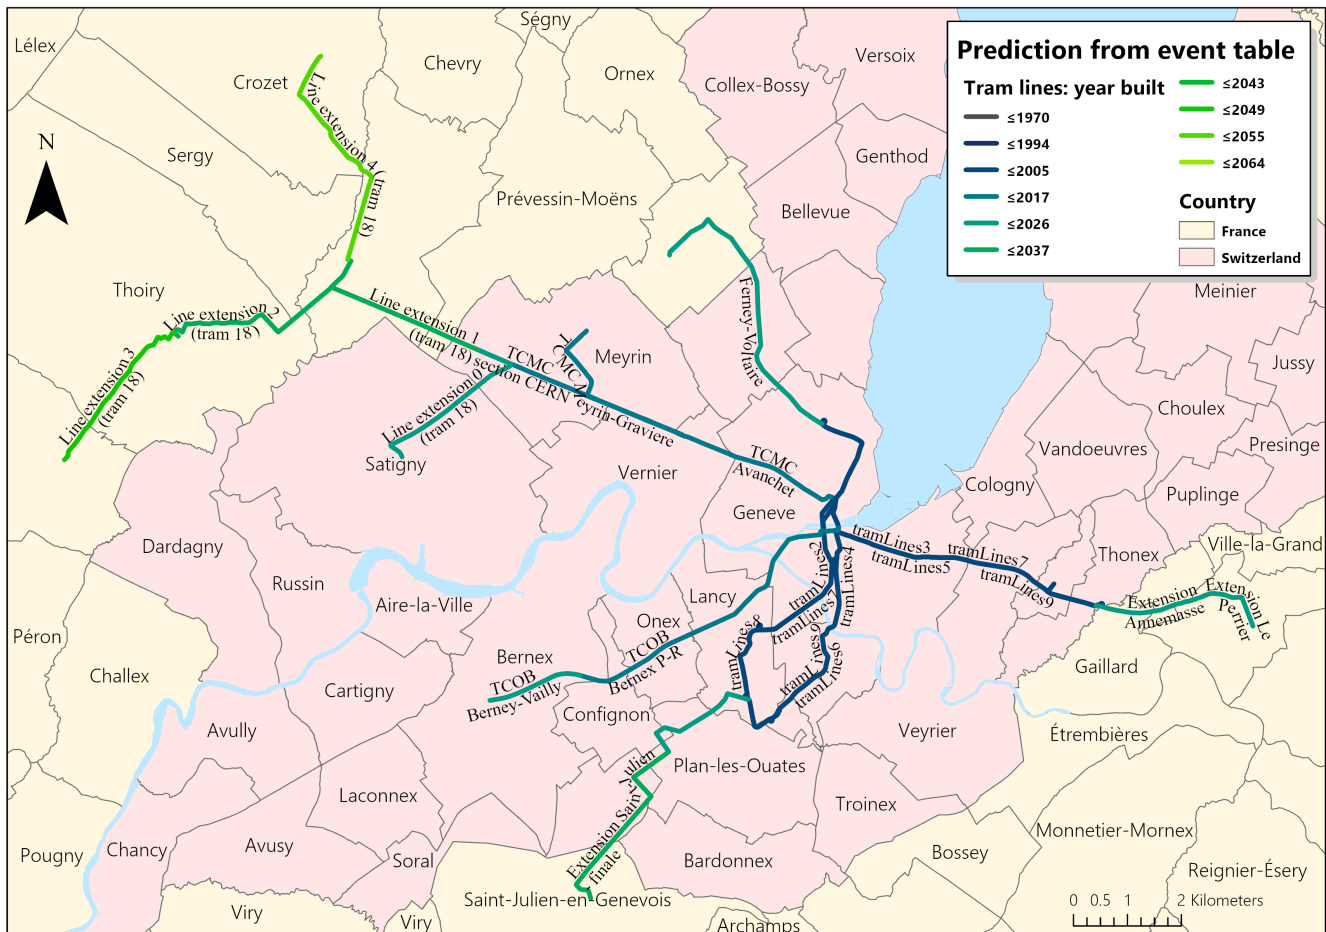 Ségny
Lélex
Chevry
Ornex
Versoix
Collex-Bossy
Crozet
Line extension 4
(tram 18)
Sergy
Genthod
Prévessin-Moëns
Bellevue
N
Prediction from event table
Tram lines: year built
≤1970
≤1994
≤2005
≤2017
≤2026
≤2037
≤2043
≤2049
≤2055
≤2064
Country
France
Switzerland
Thoiry
Line extension 2
(tram 18)
Line extension 1
(tram 18)
section CERN
Line extension 3
(tram 18)
Line extension 0
(tram 18)
TCMC
Meyrin-Graviere
TCMC
Meyrin
Ferney-Voltaire
Meinier
Jussy
Choulex
Presinge
Vandoeuvres
Puplinge
Cologny
Satigny
Vernier
TCMC
Avanchet
Geneve
Dardagny
Russin
Aire-la-Ville
Lancy
Onex
tramLines3
tramLines5
tramLines7
tramLines9
Thonex
Ville-la-Grand
Extension
Annemasse
Extension Le
Perrier
tramLines2
tramLines4
tramLines7
tramLines8
tramLines9
tramLines6
Péron
Challex
Bernex
TCOB
Bernex P-R
TCOB
Berney-Vailly
Cartigny
Confignon
Gaillard
Avully
Veyrier
Étrembières
Plan-les-Ouates
Extension Saint Julien
finale
Laconnex
Troinex
Monnetier-Mornex
Pougny
Chancy
Avusy
Soral
Bardonnex
Bossey
Reignier-Ésery
Saint-Julien-en-Genevois
Viry
Viry
Archamps
0 0.5 1 2 Kilometers